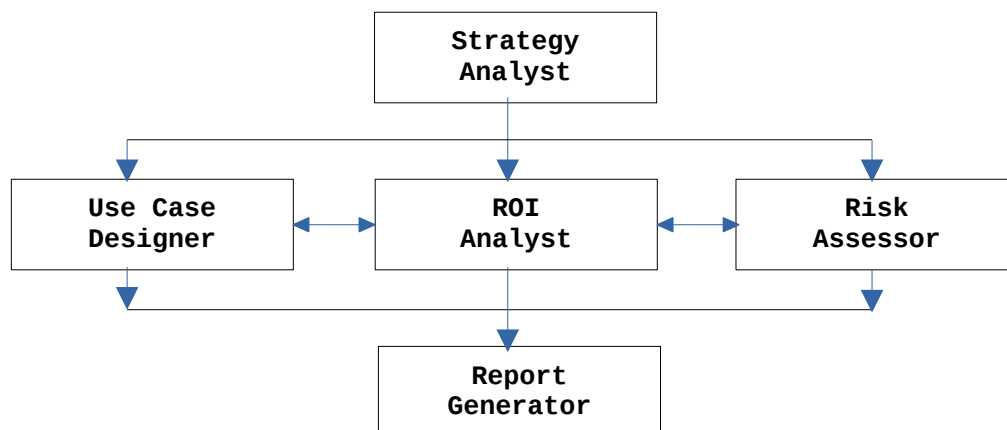 Strategy
Analyst
Use Case
Designer
ROI
Analyst
Risk
Assessor
Report
Generator